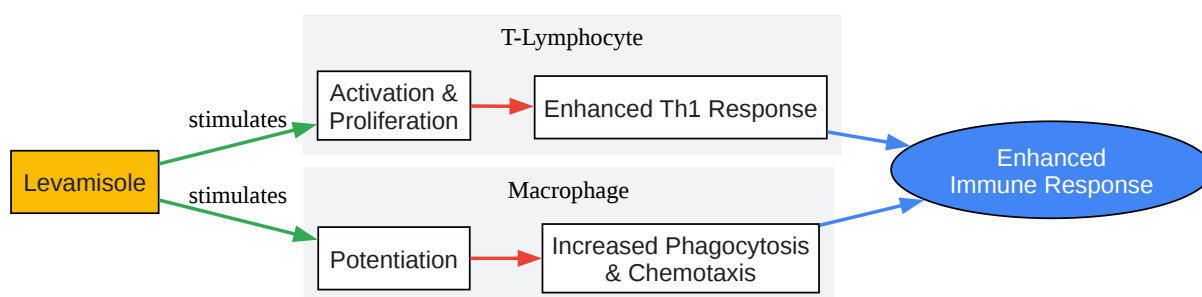 T-Lymphocyte
Activation &
Proliferation
Enhanced Th1 Response
stimulates
Levamisole
stimulates
Macrophage
Potentiation
Increased Phagocytosis
& Chemotaxis
Enhanced
Immune Response